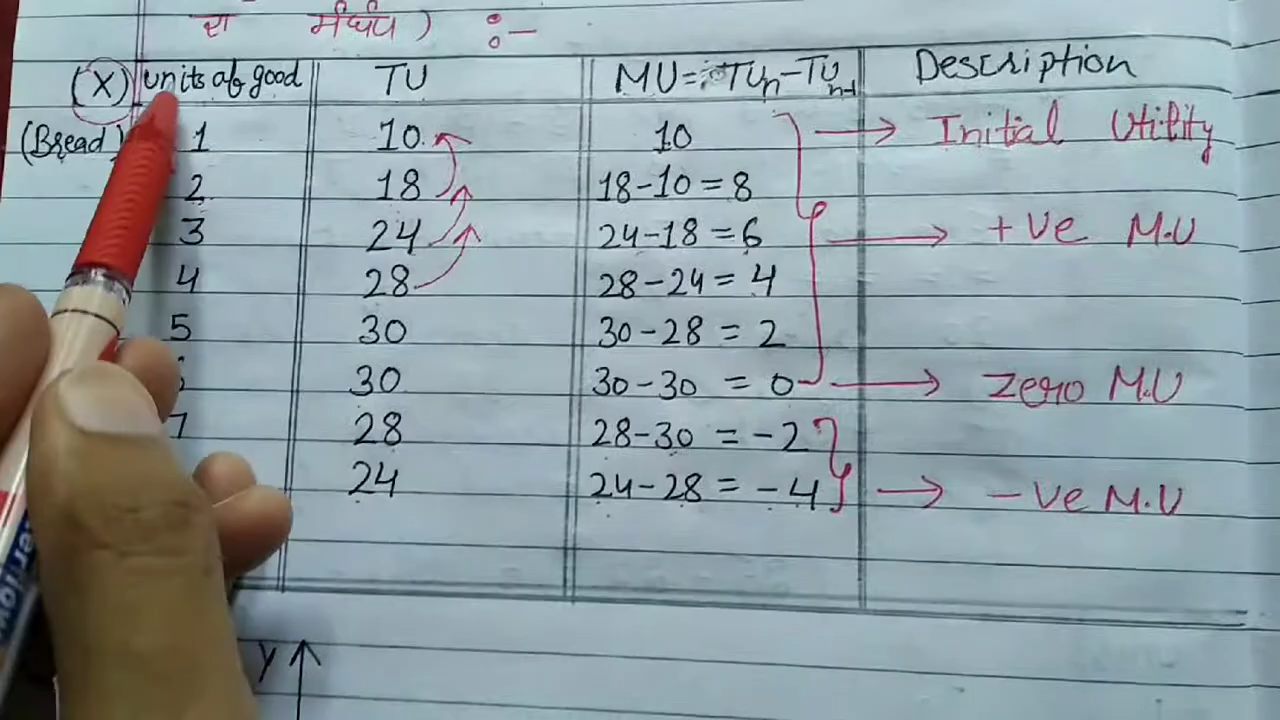 दा ) :-
(X) units of good TU MU = TUn - TUn-1 Description
(Bread) 1 10 10 → Initial Utility
2 18 18-10 = 8
3 24 24-18 = 6 → +ve M.U
4 28 28-24 = 4
5 30 30-28 = 2
30 30-30 = 0 → Zero M.U
7 28 28-30 = -2
24 24-28 = -4 → -ve M.U
Y